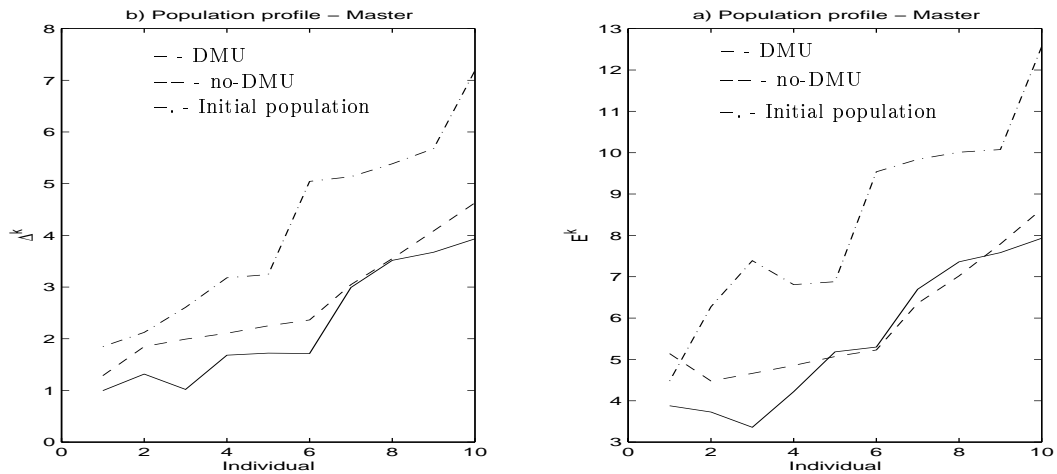 b) Population profile – Master
8
7
6
5
4
3
2
1
0
— - DMU
—— - no-DMU
—. - Initial population
Δk
0 2 4 6 8 10
Individual
a) Population profile – Master
13
12
11
10
9
8
7
6
5
4
3
— - DMU
—— - no-DMU
—. - Initial population
Ek
0 2 4 6 8 10
Individual